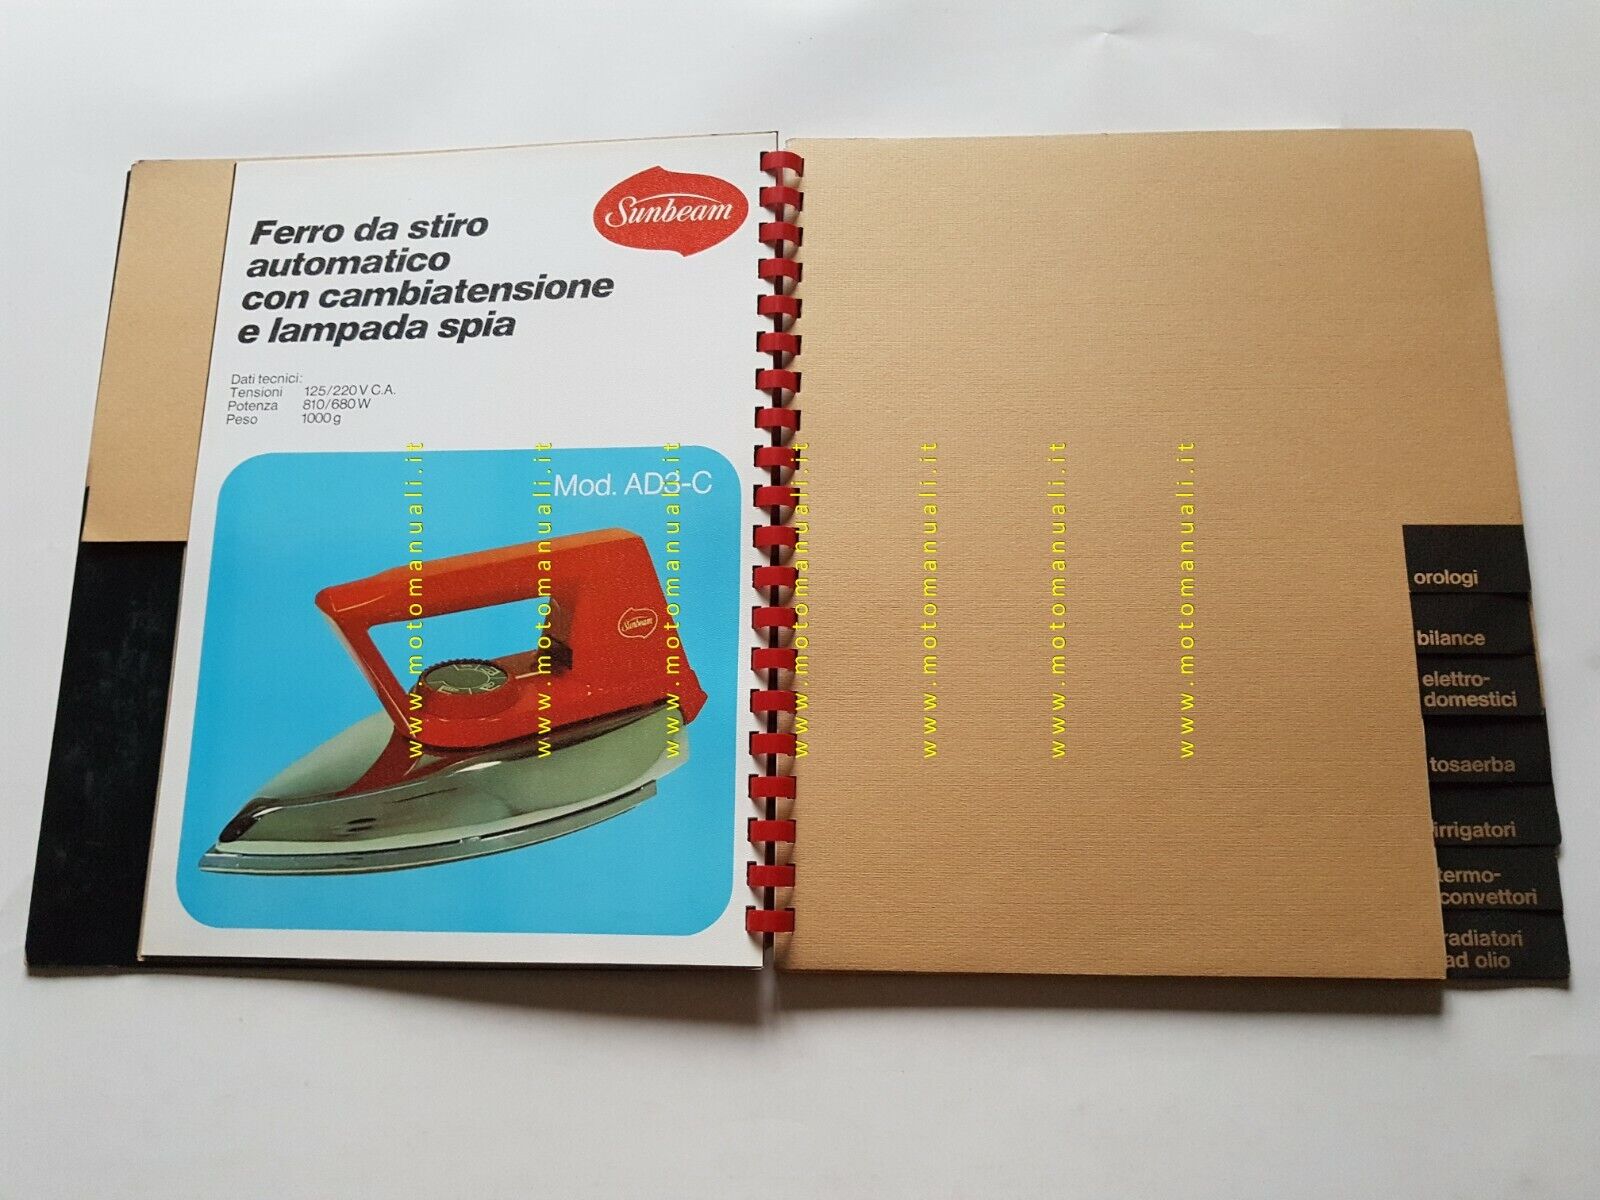 Sunbeam
Ferro da stiro
automatico
con cambiatensione
e lampada spia
Dati tecnici:
Tensioni 125/220 V C.A.
Potenza 810/680 W
Peso 1000 g
Mod. AD3-C
Sunbeam
www.motomanuali.it
www.motomanuali.it
www.motomanuali.it
www.motomanuali.it
www.motomanuali.it
www.motomanuali.it
www.motomanuali.it
orologi
bilance
elettro-
domestici
tosaerba
irrigatori
termo-
convettori
radiatori
ad olio